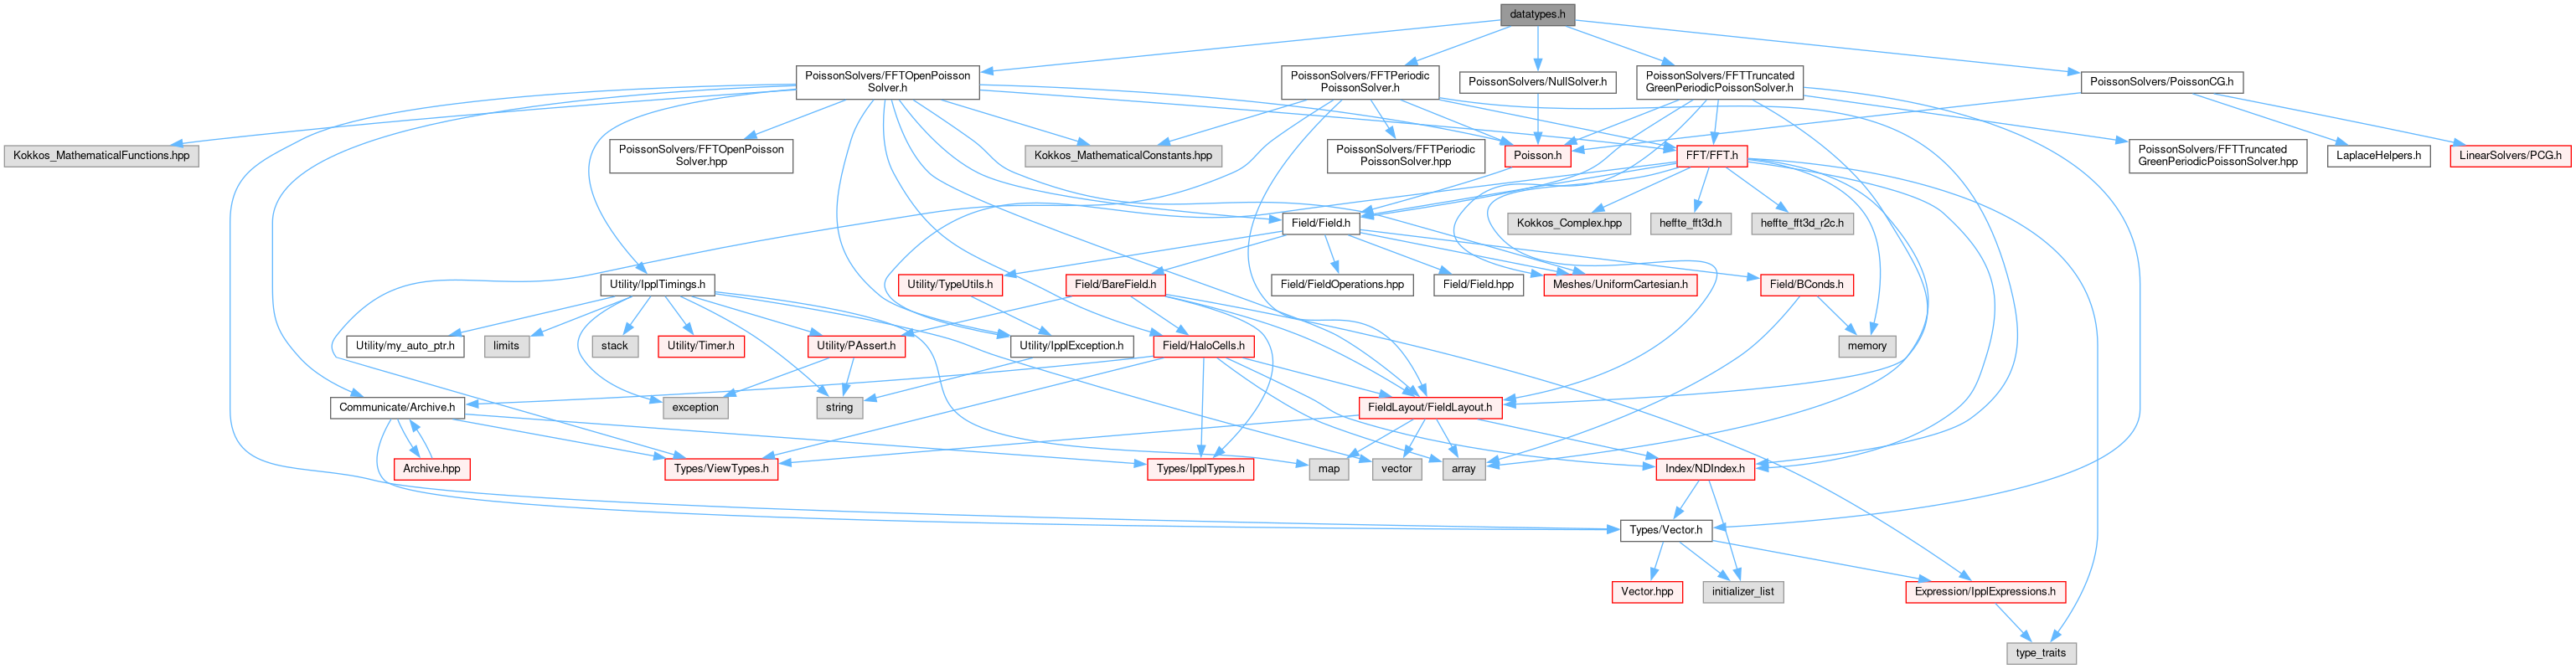 datatypes.h
PoissonSolvers/FFTOpenPoisson
Solver.h
PoissonSolvers/FFTPeriodic
PoissonSolver.h
PoissonSolvers/NullSolver.h
PoissonSolvers/FFTTruncated
GreenPeriodicPoissonSolver.h
PoissonSolvers/PoissonCG.h
Kokkos_MathematicalFunctions.hpp
PoissonSolvers/FFTOpenPoisson
Solver.hpp
Kokkos_MathematicalConstants.hpp
PoissonSolvers/FFTPeriodic
PoissonSolver.hpp
Poisson.h
FFT/FFT.h
PoissonSolvers/FFTTruncated
GreenPeriodicPoissonSolver.hpp
LaplaceHelpers.h
LinearSolvers/PCG.h
Field/Field.h
Kokkos_Complex.hpp
heffte_fft3d.h
heffte_fft3d_r2c.h
Utility/IpplTimings.h
Utility/TypeUtils.h
Field/BareField.h
Field/FieldOperations.hpp
Field/Field.hpp
Meshes/UniformCartesian.h
Field/BConds.h
Utility/my_auto_ptr.h
limits
stack
Utility/Timer.h
Utility/PAssert.h
Utility/IpplException.h
Field/HaloCells.h
memory
Communicate/Archive.h
exception
string
FieldLayout/FieldLayout.h
Archive.hpp
Types/ViewTypes.h
Types/IpplTypes.h
map
vector
array
Index/NDIndex.h
Types/Vector.h
Vector.hpp
initializer_list
Expression/IpplExpressions.h
type_traits